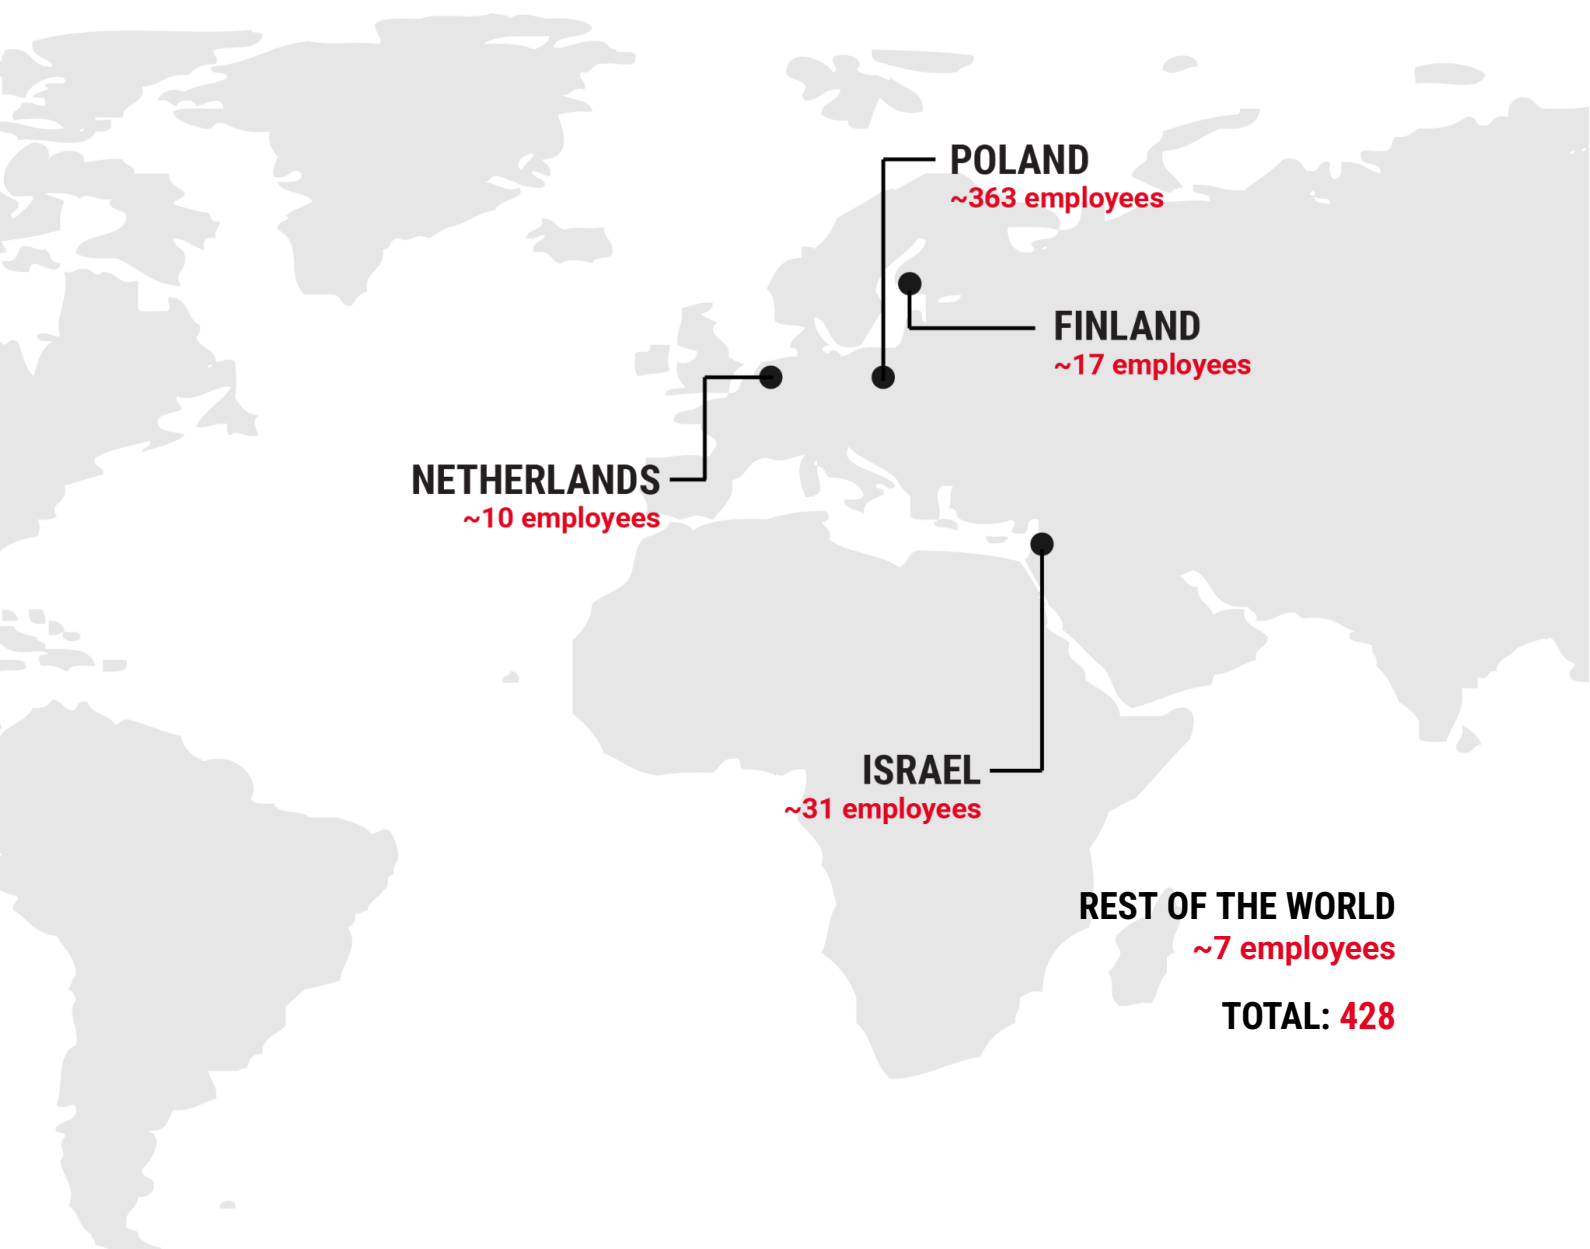 POLAND
~363 employees
FINLAND
~17 employees
NETHERLANDS
~10 employees
ISRAEL
~31 employees
REST OF THE WORLD
~7 employees
TOTAL: 428